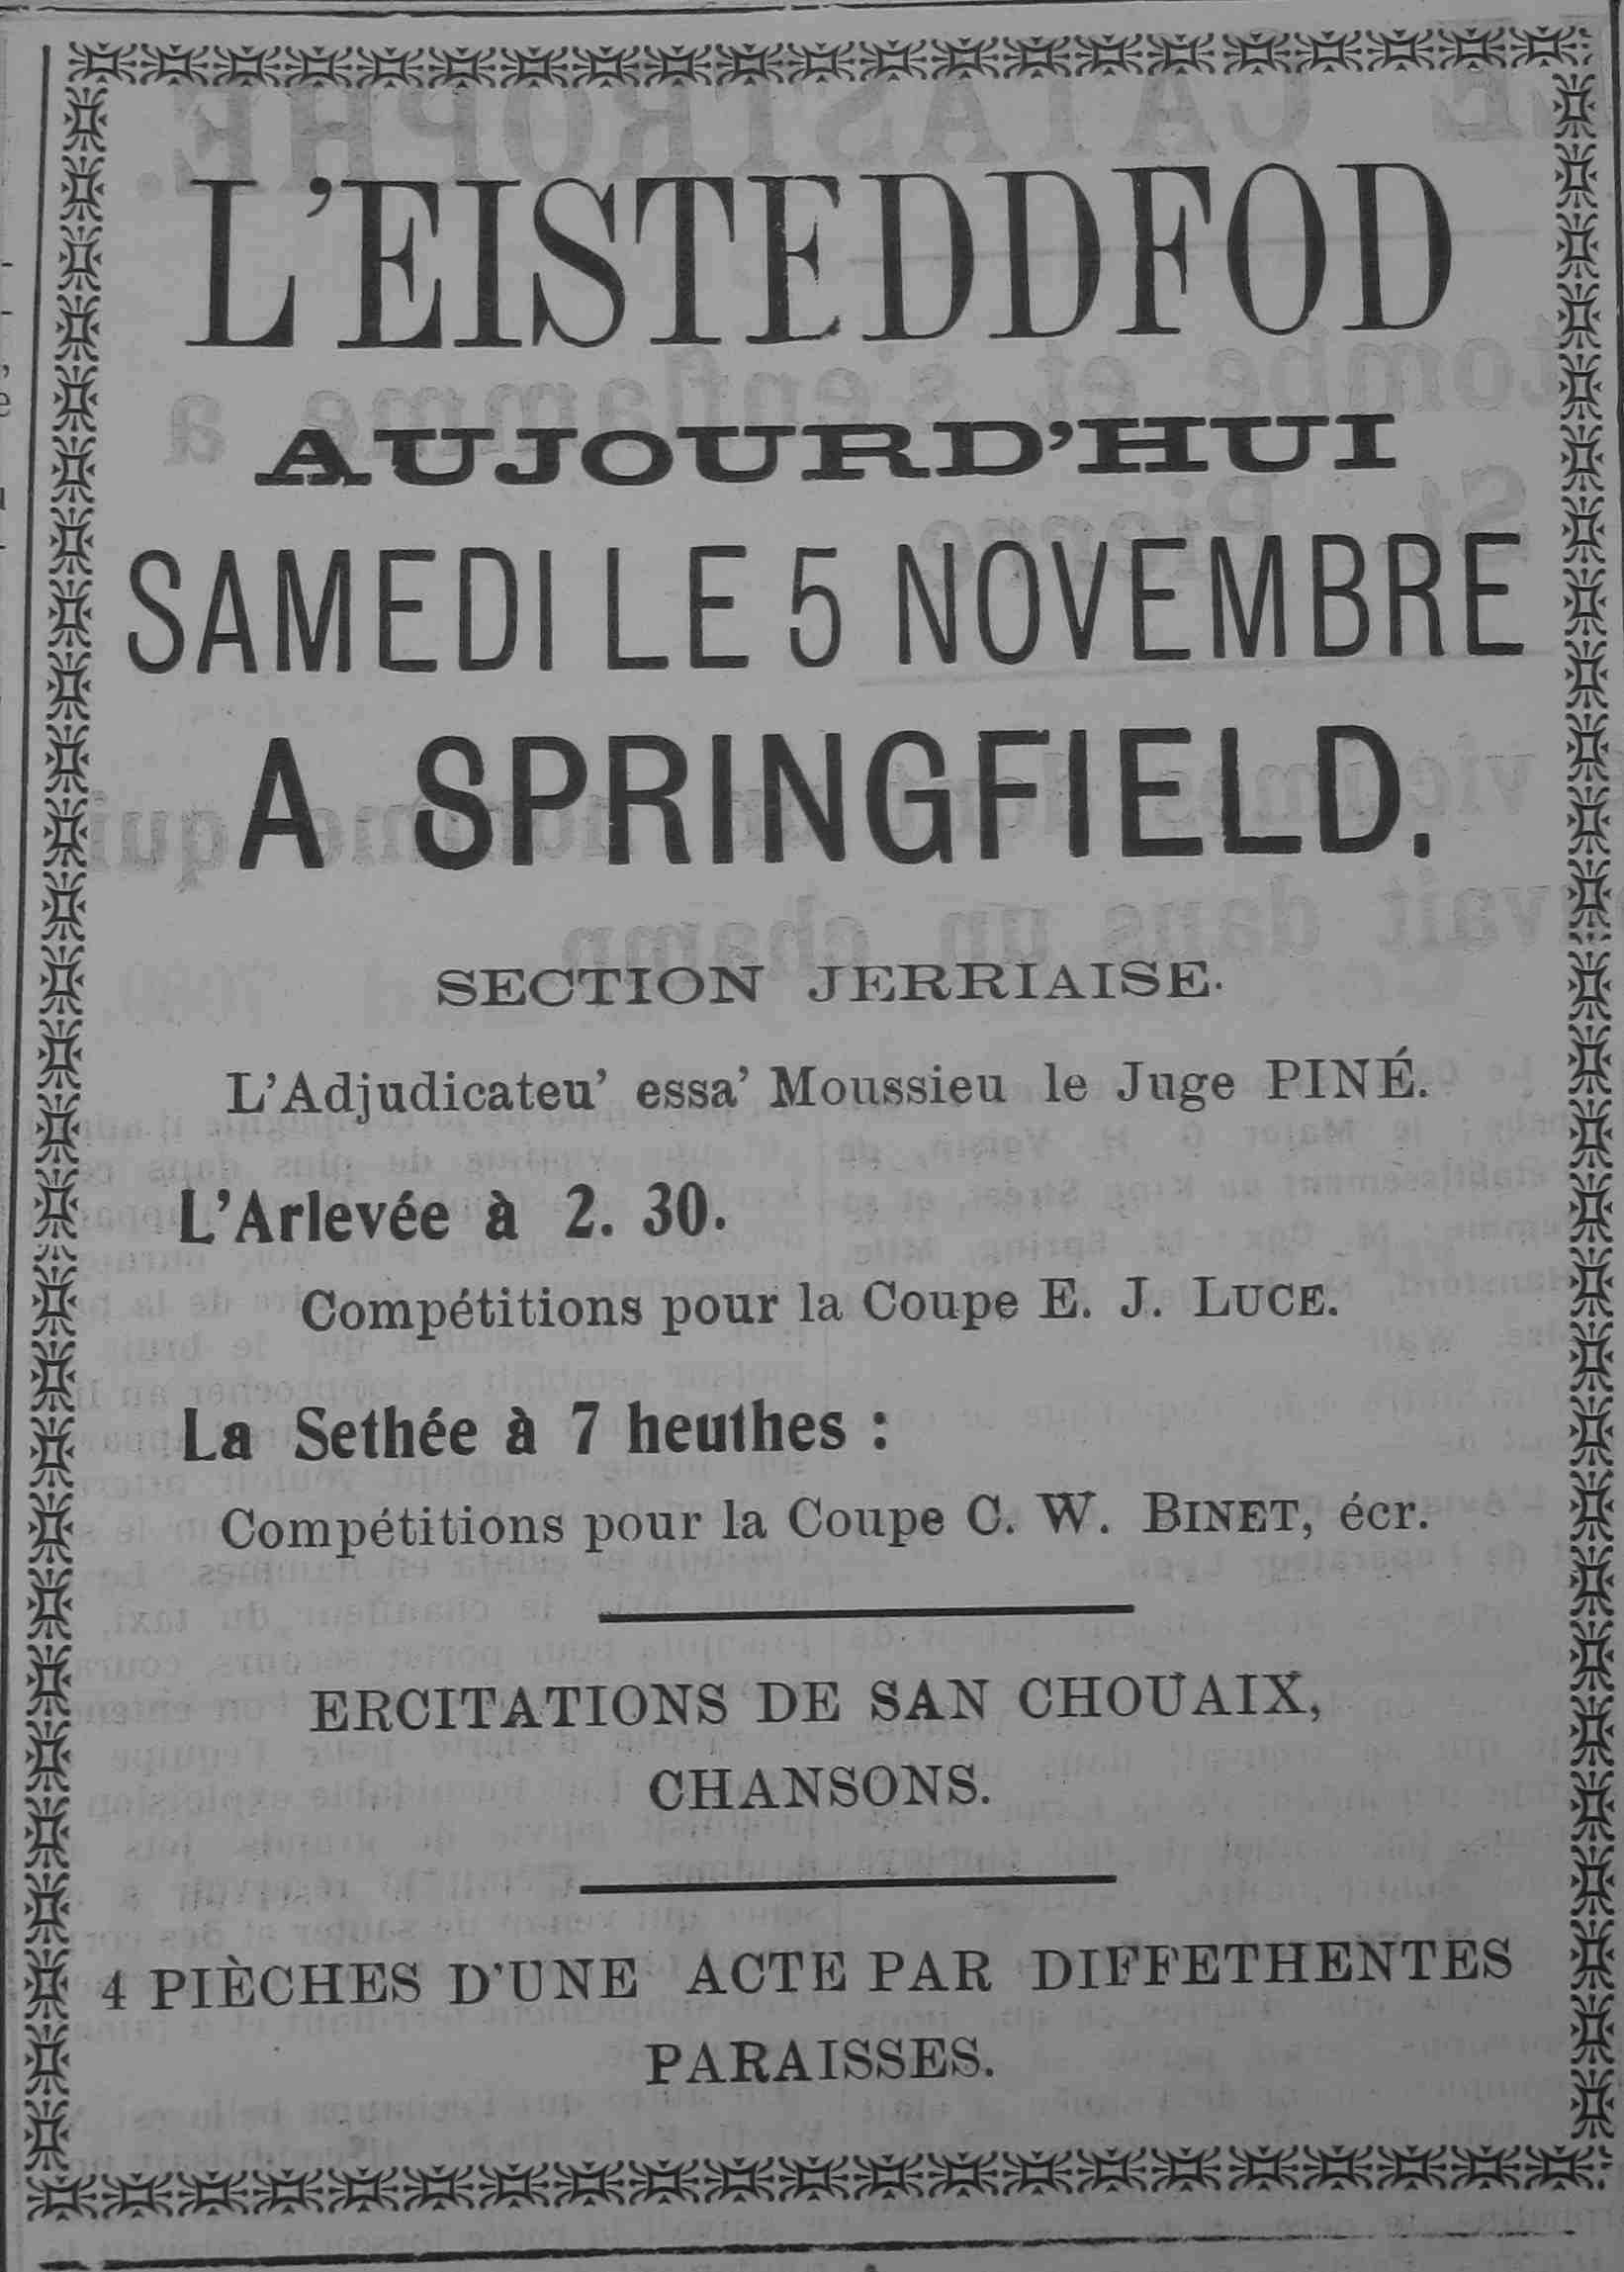 L'EISTEDDFOD
AUJOURD'HUI
SAMEDI LE 5 NOVEMBRE
A SPRINGFIELD.
SECTION JERRIAISE.
L'Adjudicateu' essa' Moussieu le Juge PINÉ.
L'Arlevée à 2. 30.
Compétitions pour la Coupe E. J. LUCE.
La Sethée à 7 heuthes :
Compétitions pour la Coupe C. W. BINET, écr.
ERCITATIONS DE SAN CHOUAIX,
CHANSONS.
4 PIÈCHES D'UNE ACTE PAR DIFFETHENTES
PARAISSES.